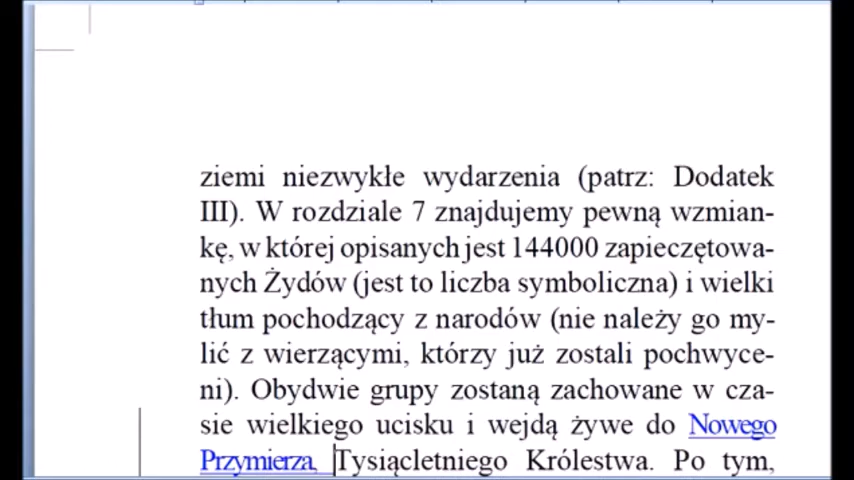 ziemi niezwykłe wydarzenia (patrz: Dodatek
III). W rozdziale 7 znajdujemy pewną wzmian-
kę, w której opisanych jest 144000 zapieczętowa-
nych Żydów (jest to liczba symboliczna) i wielki
tłum pochodzący z narodów (nie należy go my-
lić z wierzącymi, którzy już zostali pochwyce-
ni). Obydwie grupy zostaną zachowane w cza-
sie wielkiego ucisku i wejdą żywe do Nowego
Przymierza, Tysiącletniego Królestwa. Po tym,